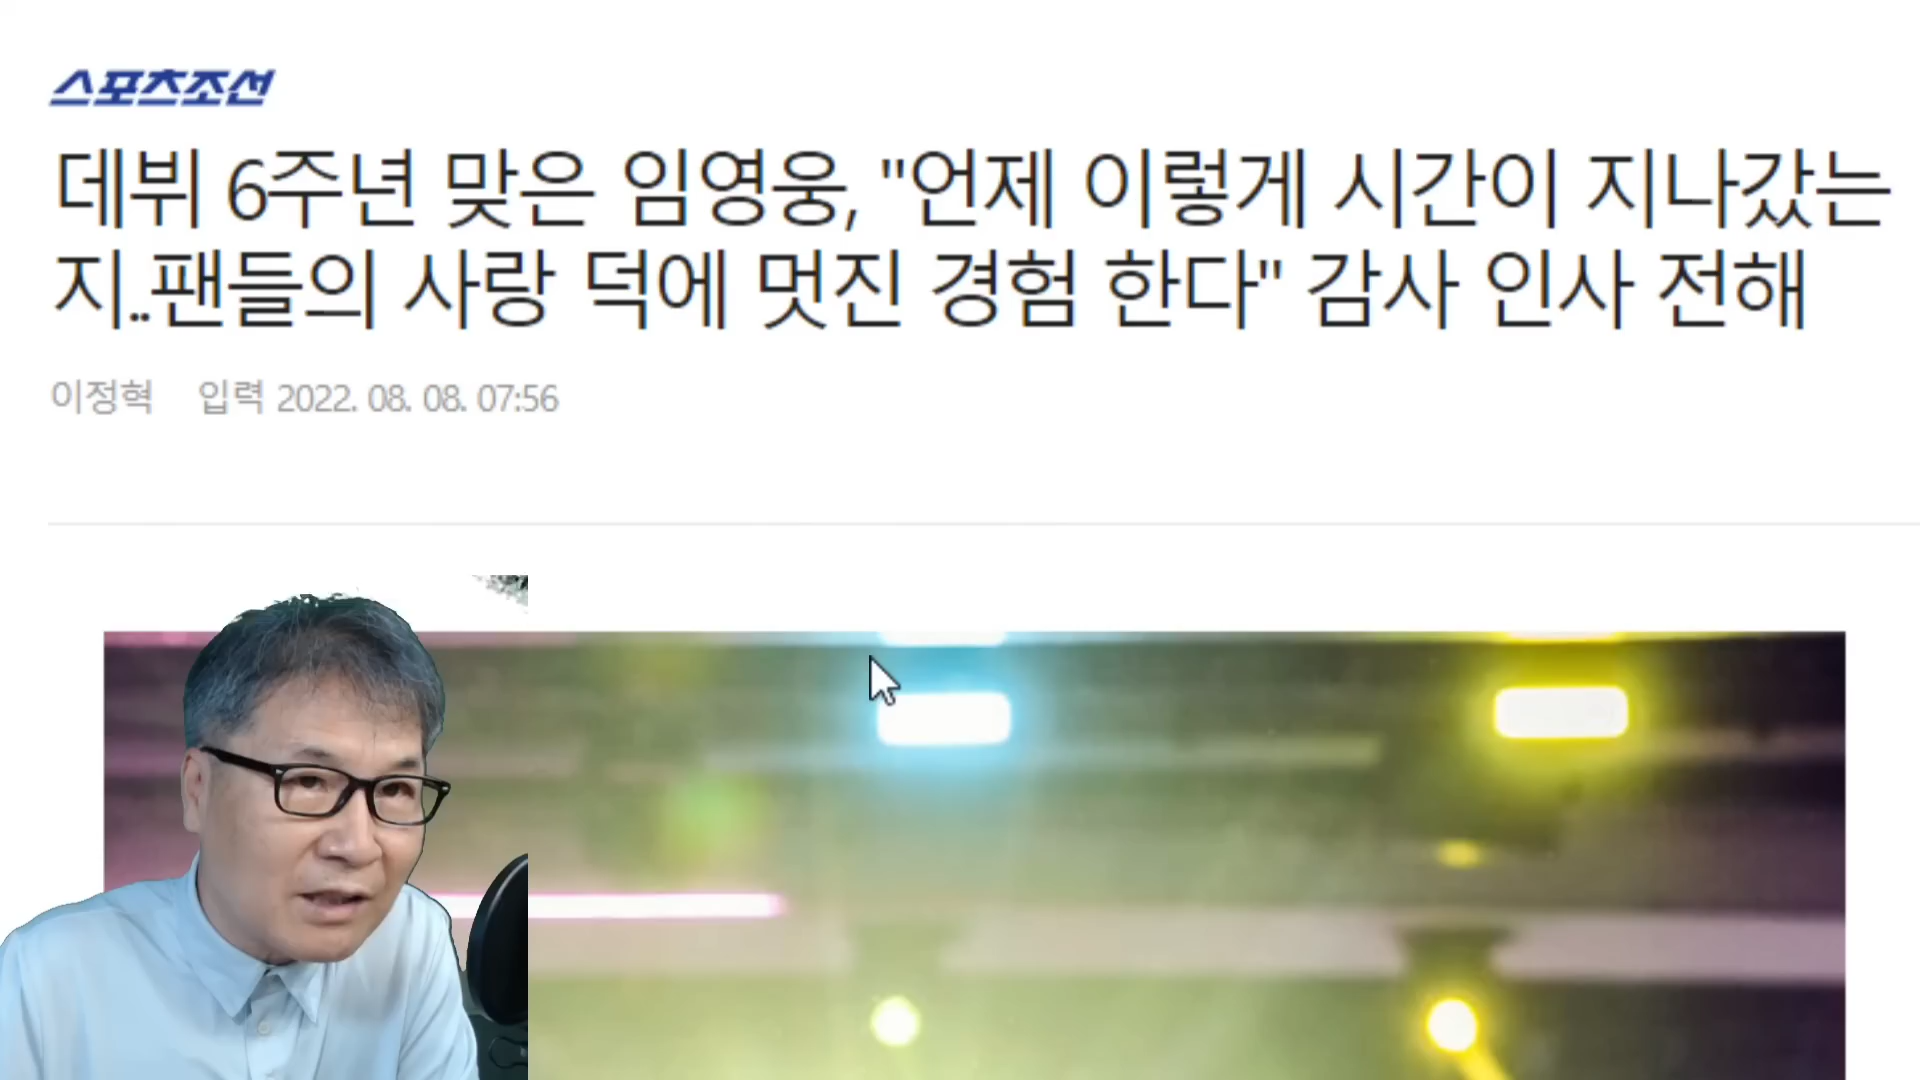 스포츠조선
데뷔 6주년 맞은 임영웅, "언제 이렇게 시간이 지나갔는
지..팬들의 사랑 덕에 멋진 경험 한다" 감사 인사 전해
이정혁 입력 2022. 08. 08. 07:56